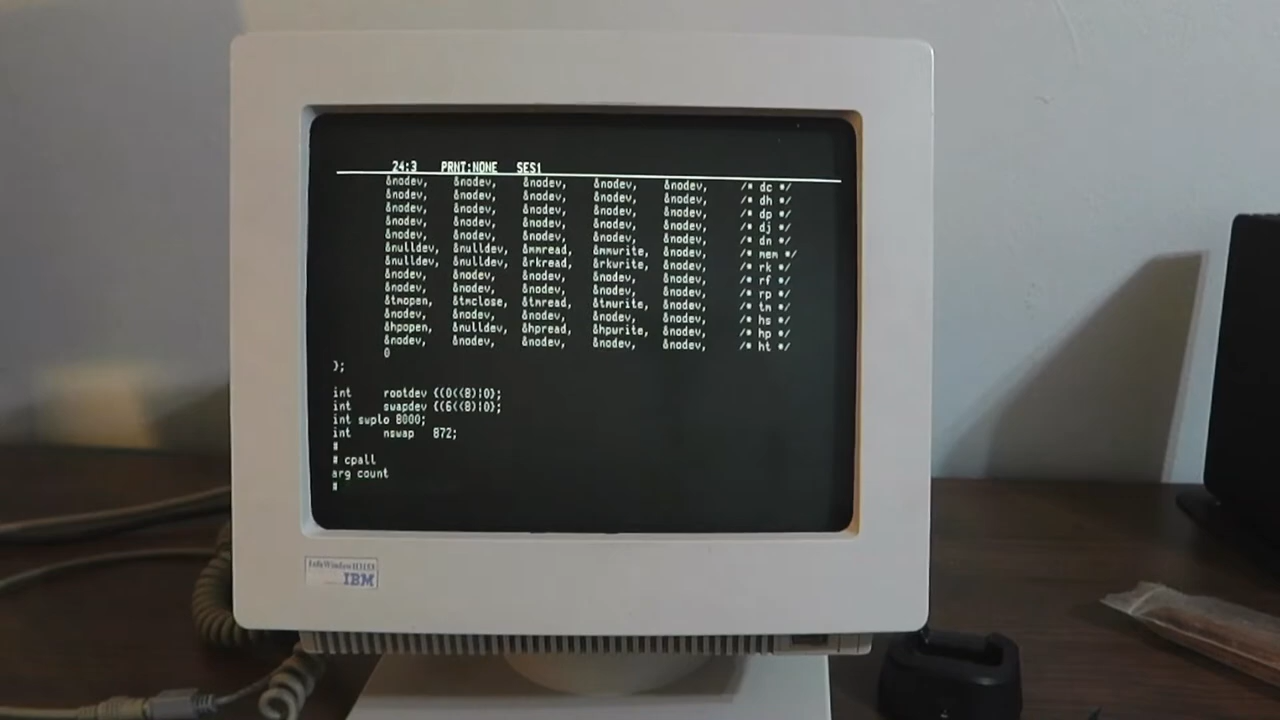 24:3 PRNT:NONE SES1
&nodev, &nodev, &nodev, &nodev, &nodev, /* dc */
&nodev, &nodev, &nodev, &nodev, &nodev, /* dh */
&nodev, &nodev, &nodev, &nodev, &nodev, /* dp */
&nodev, &nodev, &nodev, &nodev, &nodev, /* dj */
&nodev, &nodev, &nodev, &nodev, &nodev, /* dn */
&nulldev, &nulldev, &mmread, &mmwrite, &nodev, /* mem */
&nulldev, &nulldev, &rkread, &rkwrite, &nodev, /* rk */
&nodev, &nodev, &nodev, &nodev, &nodev, /* rf */
&nodev, &nodev, &nodev, &nodev, &nodev, /* rp */
&tmopen, &tmclose, &tmread, &tmwrite, &nodev, /* tm */
&nodev, &nodev, &nodev, &nodev, &nodev, /* hs */
&hpopen, &nulldev, &hpread, &hpwrite, &nodev, /* hp */
&nodev, &nodev, &nodev, &nodev, &nodev, /* ht */
0
};
int rootdev {(0<<8)|0};
int swapdev {(6<<8)|0};
int swplo 8000;
int nswap 872;
#
# cpall
arg count
#
InfoWindow II 3153
IBM